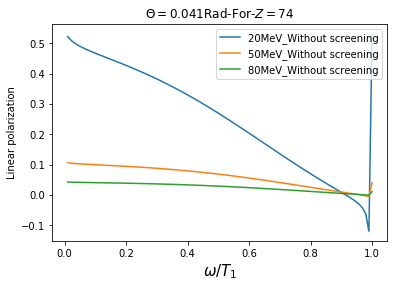 Θ = 0.041Rad-For-Z = 74
20MeV_Without screening
50MeV_Without screening
80MeV_Without screening
Linear polarization
0.5
0.4
0.3
0.2
0.1
0.0
−0.1
0.0 0.2 0.4 0.6 0.8 1.0
ω/T₁